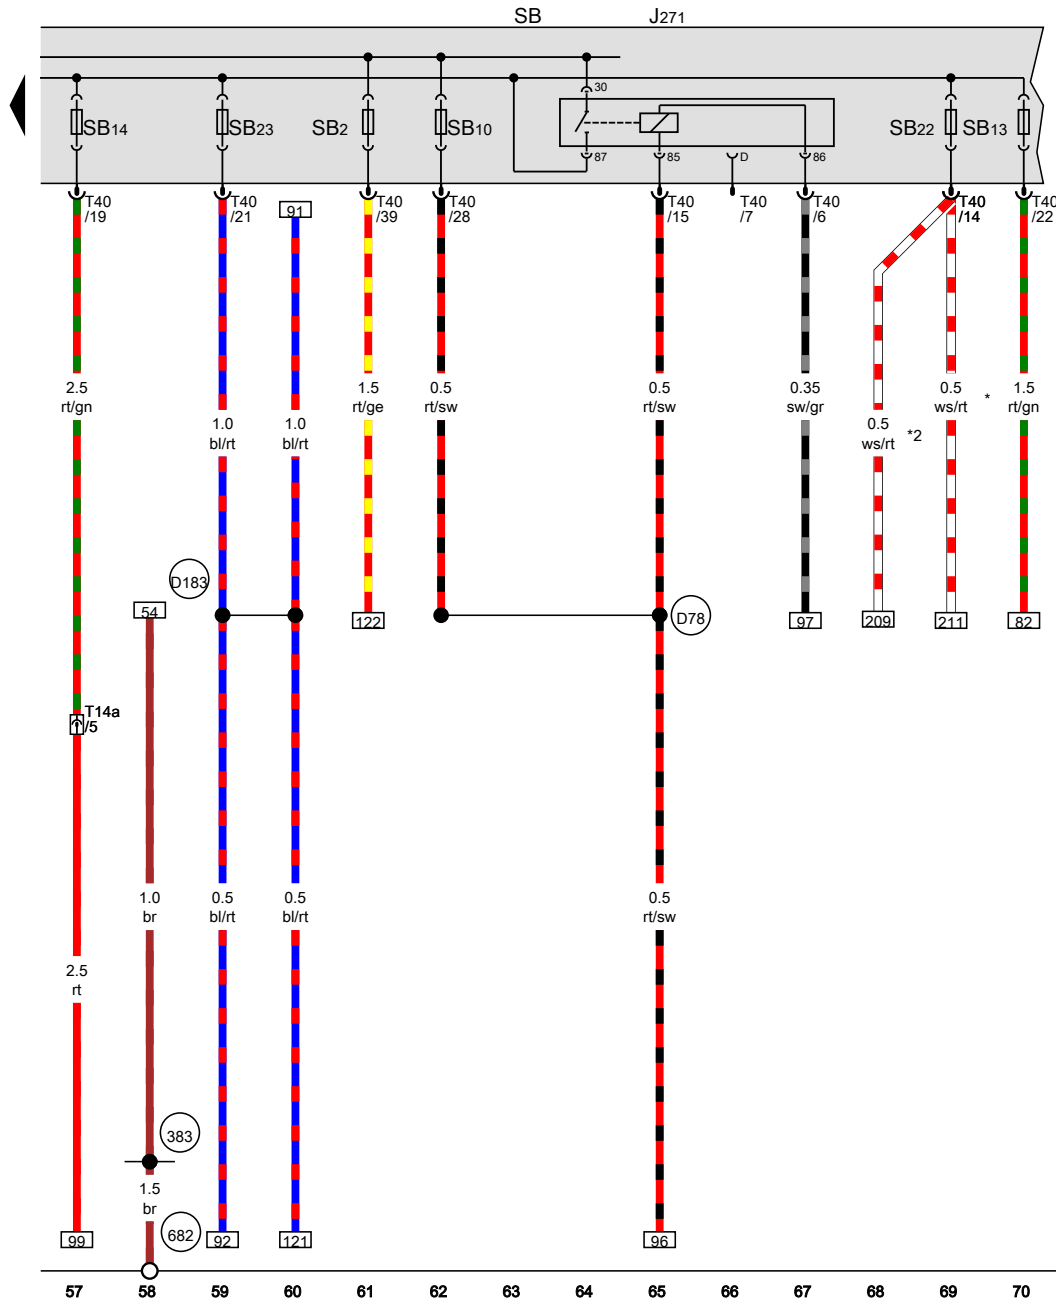 SB J271
30
SB14 SB23 SB2 SB10 SB22 SB13
87 85 D 86
T40 T40 T40 T40 T40 T40 T40 T40 T40
/19 /21 /39 /28 /15 /7 /6 /14 /22
91
2.5 1.5 0.5 0.5 0.35 0.5 1.5
rt/gn rt/ge rt/sw rt/sw sw/gr ws/rt * rt/gn
1.0 1.0 0.5
bl/rt bl/rt ws/rt *2
D183
54 122 D78 97 209 211 82
T14a
/5
1.0 0.5 0.5 0.5
br bl/rt bl/rt rt/sw
2.5
rt
383
1.5
br
682
99 92 121 96
57 58 59 60 61 62 63 64 65 66 67 68 69 70